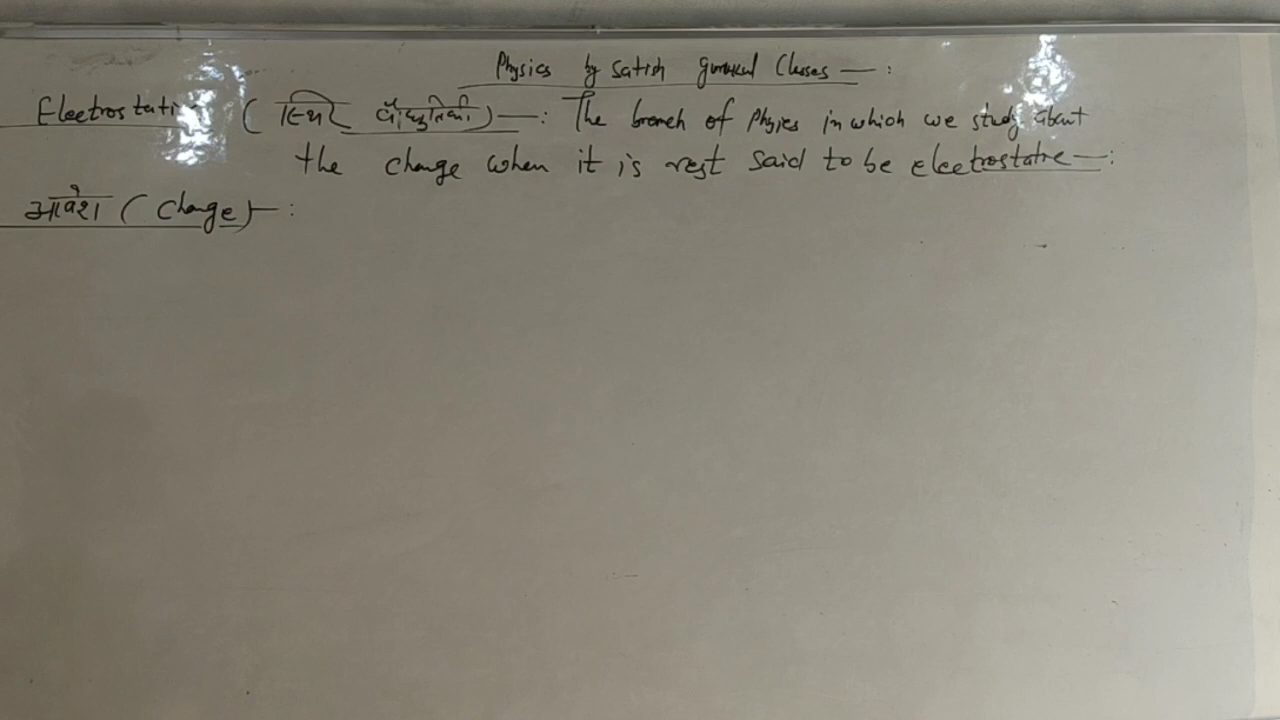 Physics by Satish gurukul Classes — :
Electrostatic (स्थिर वैधुतिकी) — : The branch of Physics in which we study about
the charge when it is rest said to be electrostatic — :
आवेश (Charge) — :